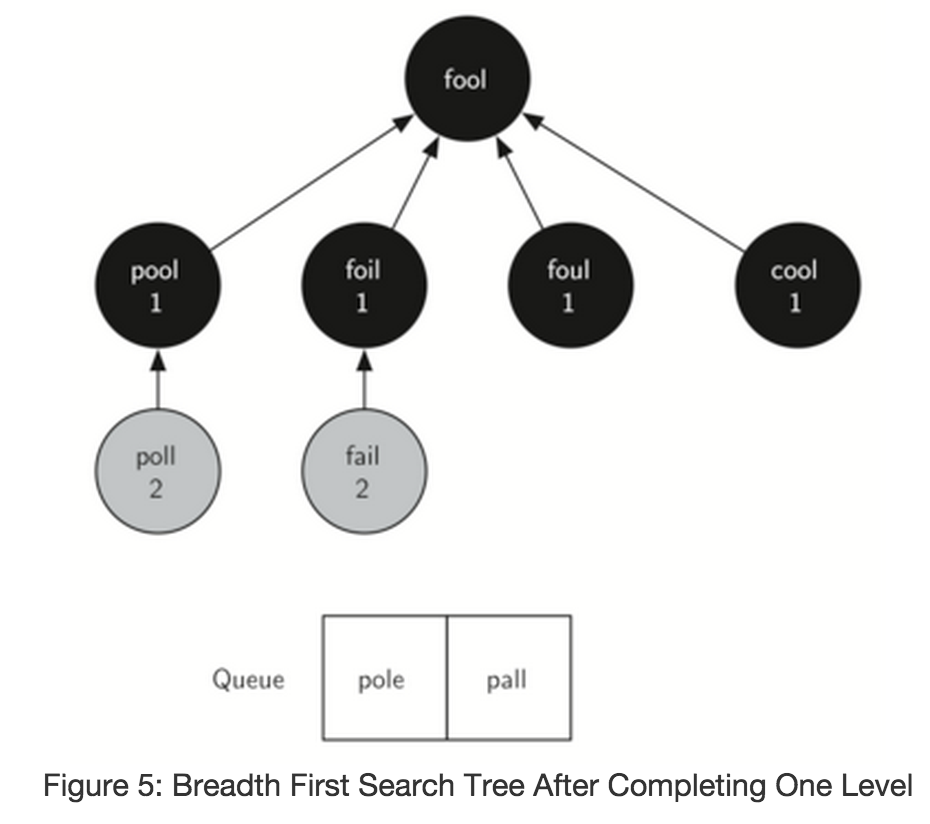 fool
pool
1
foil
1
foul
1
cool
1
poll
2
fail
2
Queue pole pall
Figure 5: Breadth First Search Tree After Completing One Level